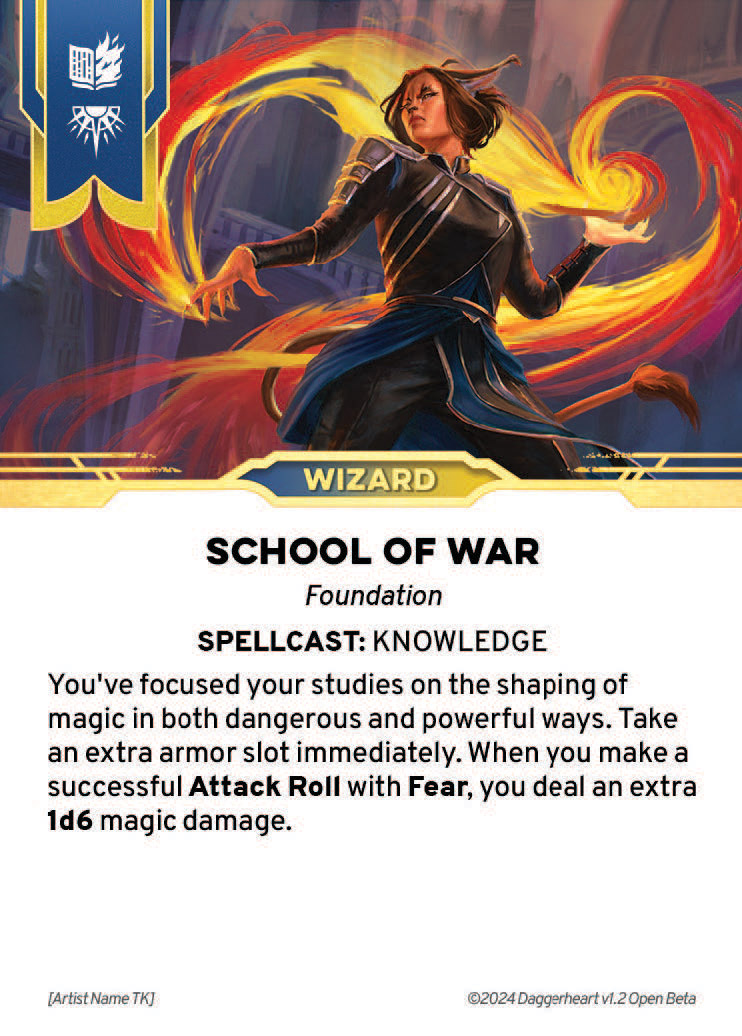 WIZARD
SCHOOL OF WAR
Foundation
SPELLCAST: KNOWLEDGE
You've focused your studies on the shaping of
magic in both dangerous and powerful ways. Take
an extra armor slot immediately. When you make a
successful Attack Roll with Fear, you deal an extra
1d6 magic damage.
[Artist Name TK]
©2024 Daggerheart v1.2 Open Beta